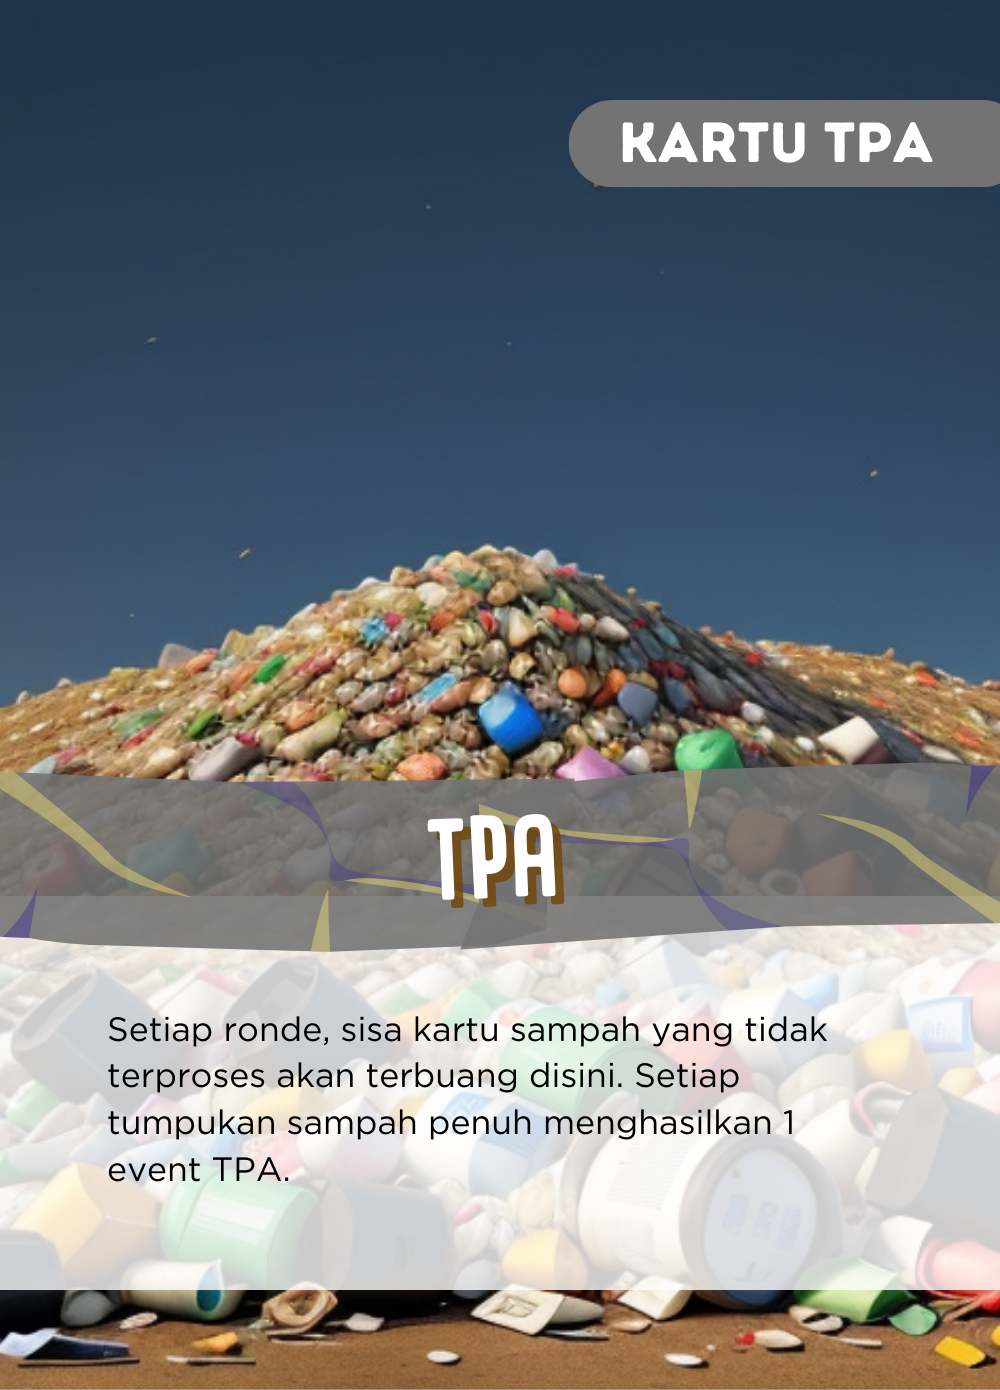 KARTU TPA
TPA
Setiap ronde, sisa kartu sampah yang tidak
terproses akan terbuang disini. Setiap
tumpukan sampah penuh menghasilkan 1
event TPA.